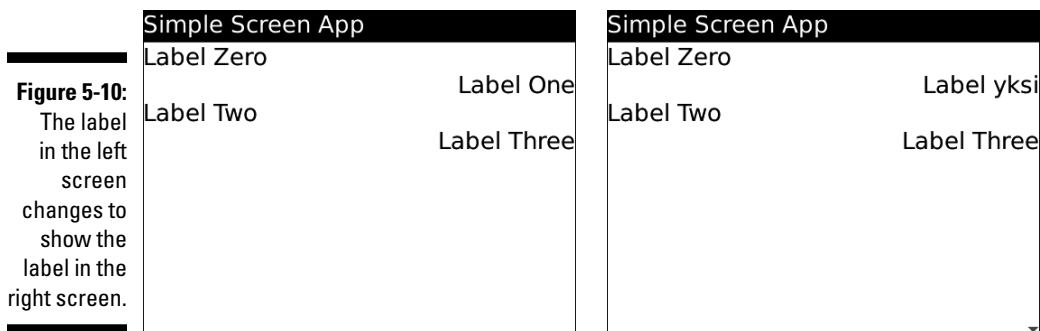 Figure 5-10:
The label
in the left
screen
changes to
show the
label in the
right screen.
Simple Screen App
Label Zero
Label One
Label Two
Label Three
Simple Screen App
Label Zero
Label yksi
Label Two
Label Three